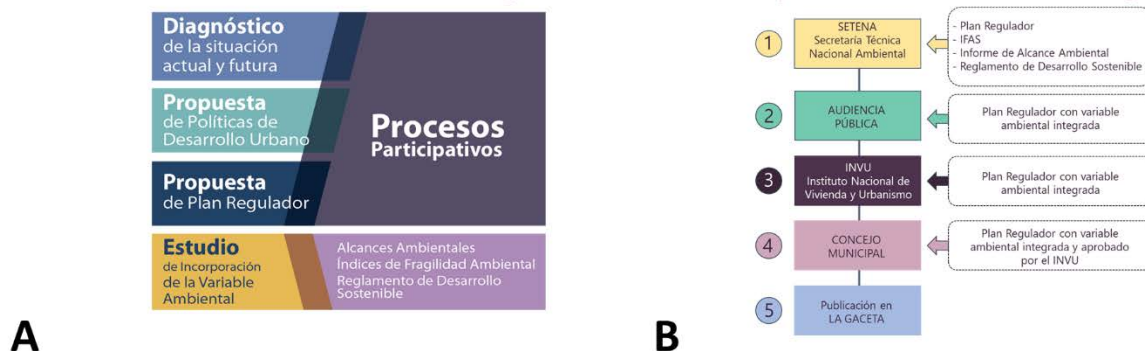 Diagnóstico
de la situación
actual y futura
Propuesta
de Políticas de
Desarrollo Urbano
Propuesta
de Plan Regulador
Procesos
Participativos
Estudio
de Incorporación
de la Variable
Ambiental
Alcances Ambientales
Índices de Fragilidad Ambiental
Reglamento de Desarrollo
Sostenible
A
1
SETENA
Secretaría Técnica
Nacional Ambiental
- Plan Regulador
- IFAS
- Informe de Alcance Ambiental
- Reglamento de Desarrollo Sostenible
2
AUDIENCIA
PÚBLICA
Plan Regulador con variable
ambiental integrada
3
INVU
Instituto Nacional de
Vivienda y Urbanismo
Plan Regulador con variable
ambiental integrada
4
CONCEJO
MUNICIPAL
Plan Regulador con variable
ambiental integrada y aprobado
por el INVU
5
Publicación en
LA GACETA
B